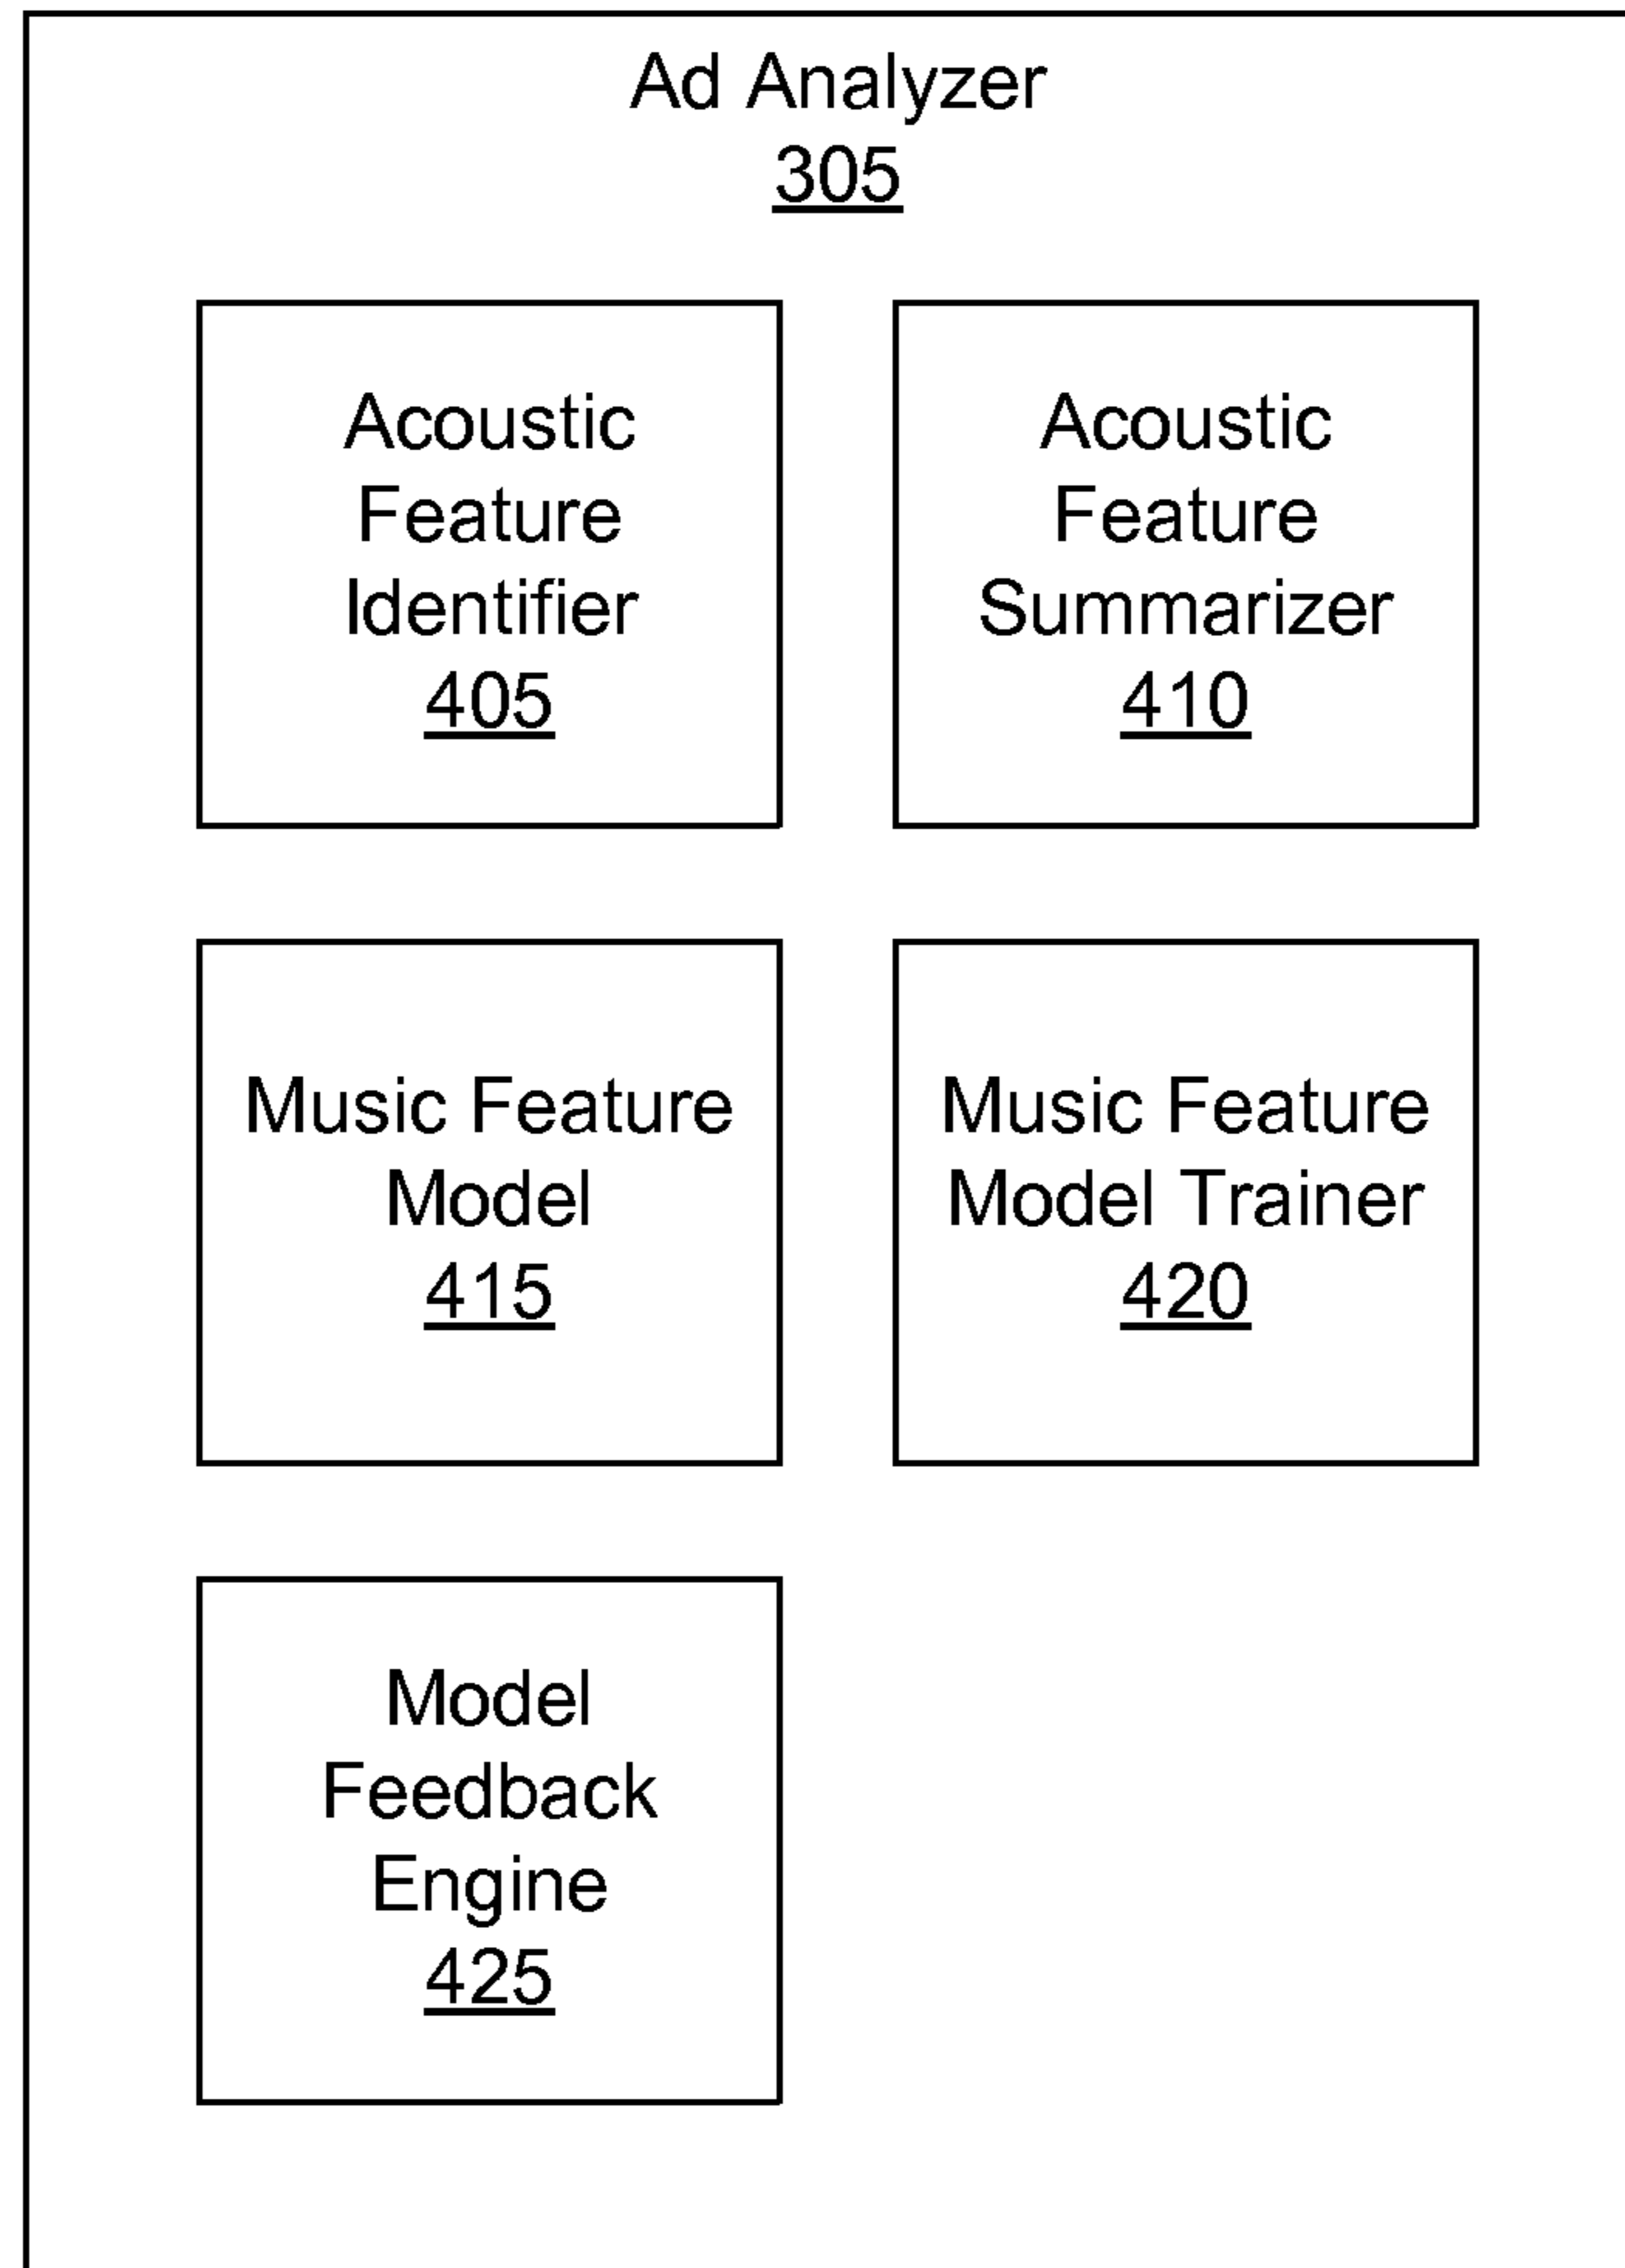 Ad Analyzer
305
Acoustic
Feature
Identifier
405
Acoustic
Feature
Summarizer
410
Music Feature
Model
415
Music Feature
Model Trainer
420
Model
Feedback
Engine
425